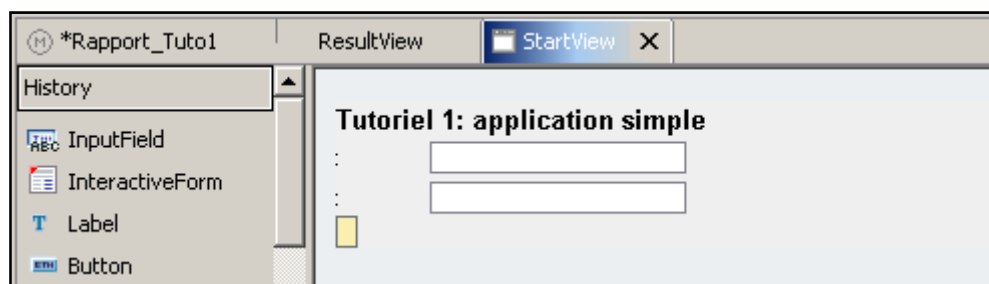 *Rapport_Tuto1 ResultView StartView
History
InputField
InteractiveForm
Label
Button
Tutoriel 1: application simple
:
: